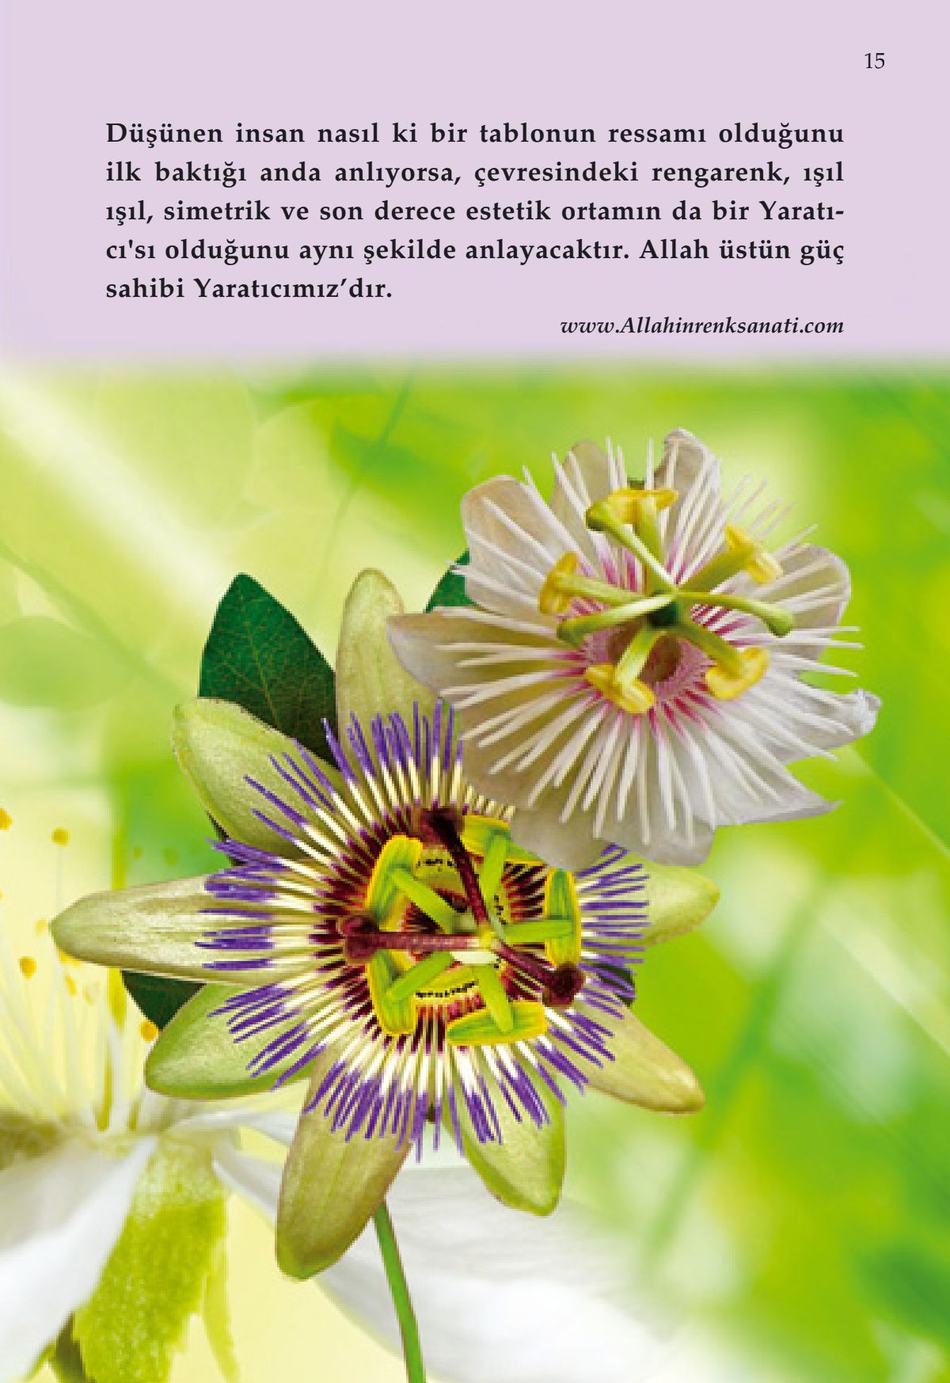 15
Düşünen insan nasıl ki bir tablonun ressamı olduğunu
ilk baktığı anda anlıyorsa, çevresindeki rengarenk, ışıl
ışıl, simetrik ve son derece estetik ortamın da bir Yaratı-
cı'sı olduğunu aynı şekilde anlayacaktır. Allah üstün güç
sahibi Yaratıcımız’dır.
www.Allahinrenksanati.com